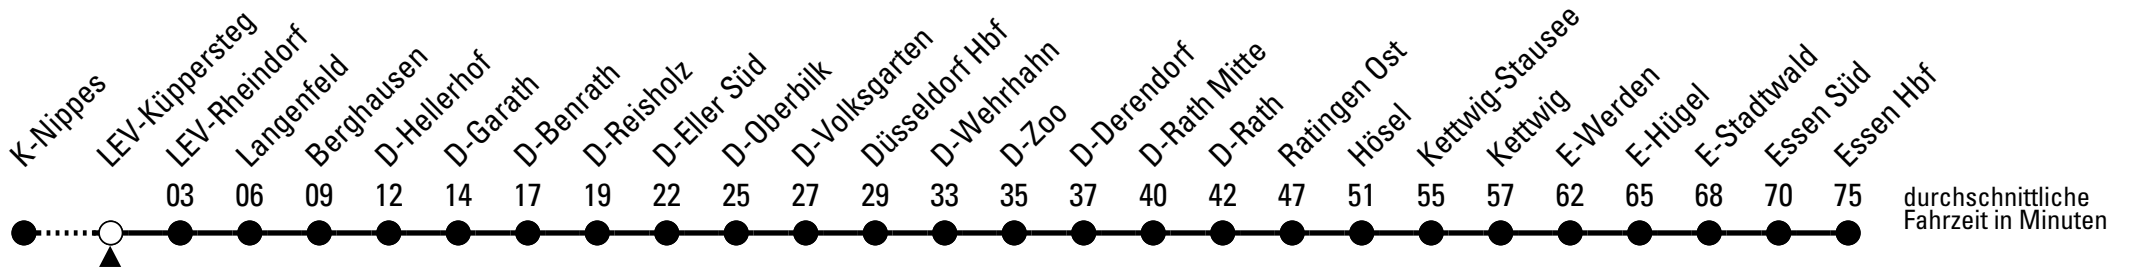 K-Nippes
LEV-Küppersteg
LEV-Rheindorf
Langenfeld
Berghausen
D-Hellerhof
D-Garath
D-Benrath
D-Reisholz
D-Eller Süd
D-Oberbilk
D-Volksgarten
Düsseldorf Hbf
D-Wehrhahn
D-Zoo
D-Derendorf
D-Rath Mitte
D-Rath
Ratingen Ost
Hösel
Kettwig-Stausee
Kettwig
E-Werden
E-Hügel
E-Stadtwald
Essen Süd
Essen Hbf
03 06 09 12 14 17 19 22 25 27 29 33 35 37 40 42 47 51 55 57 62 65 68 70 75
durchschnittliche
Fahrzeit in Minuten